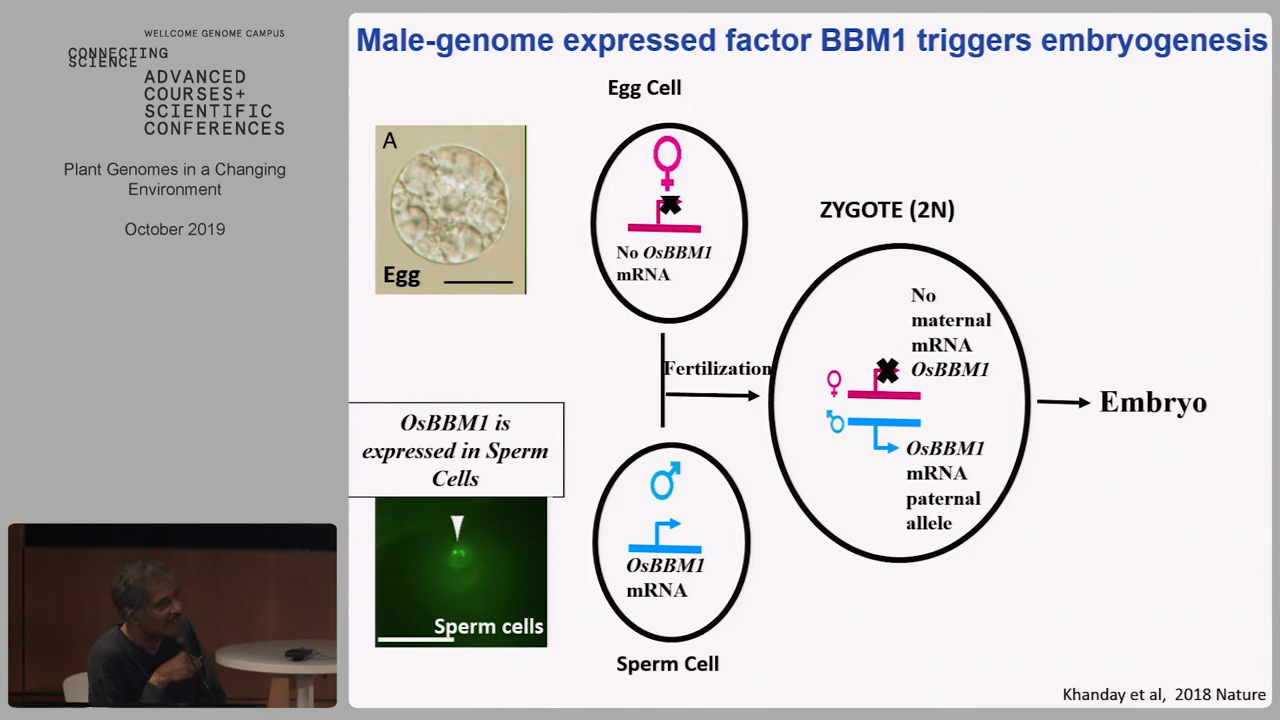 WELLCOME GENOME CAMPUS
CONNECTING
SCIENCE
ADVANCED
COURSES+
SCIENTIFIC
CONFERENCES
Plant Genomes in a Changing
Environment
October 2019
Male-genome expressed factor BBM1 triggers embryogenesis
Egg Cell
A
Egg
No OsBBM1
mRNA
ZYGOTE (2N)
No
maternal
mRNA
OsBBM1
Fertilization
OsBBM1
mRNA
paternal
allele
Embryo
OsBBM1 is
expressed in Sperm
Cells
Sperm cells
OsBBM1
mRNA
Sperm Cell
Khanday et al, 2018 Nature